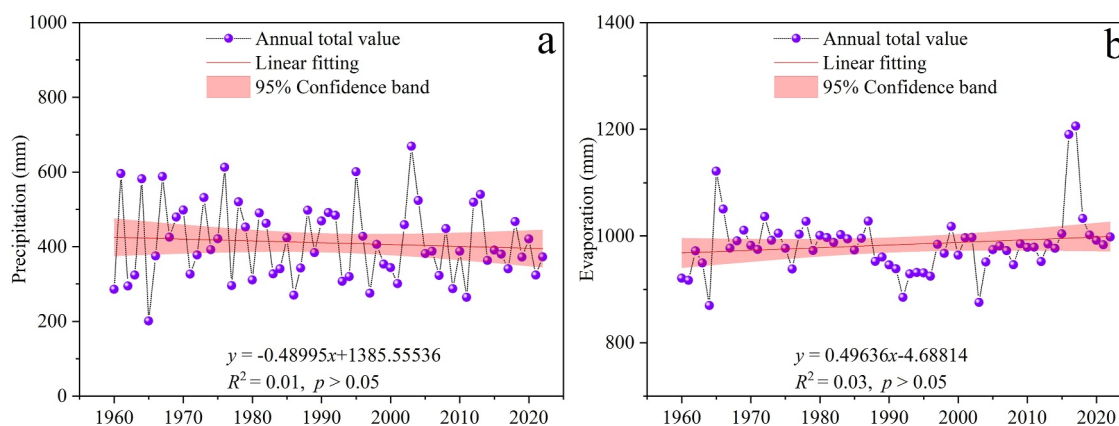 a
Annual total value
Linear fitting
95% Confidence band
Precipitation (mm)
1000
800
600
400
200
0
y = -0.48995x+1385.55536
R² = 0.01, p > 0.05
1960 1970 1980 1990 2000 2010 2020
b
Annual total value
Linear fitting
95% Confidence band
Evaporation (mm)
1400
1200
1000
800
y = 0.49636x-4.68814
R² = 0.03, p > 0.05
1960 1970 1980 1990 2000 2010 2020